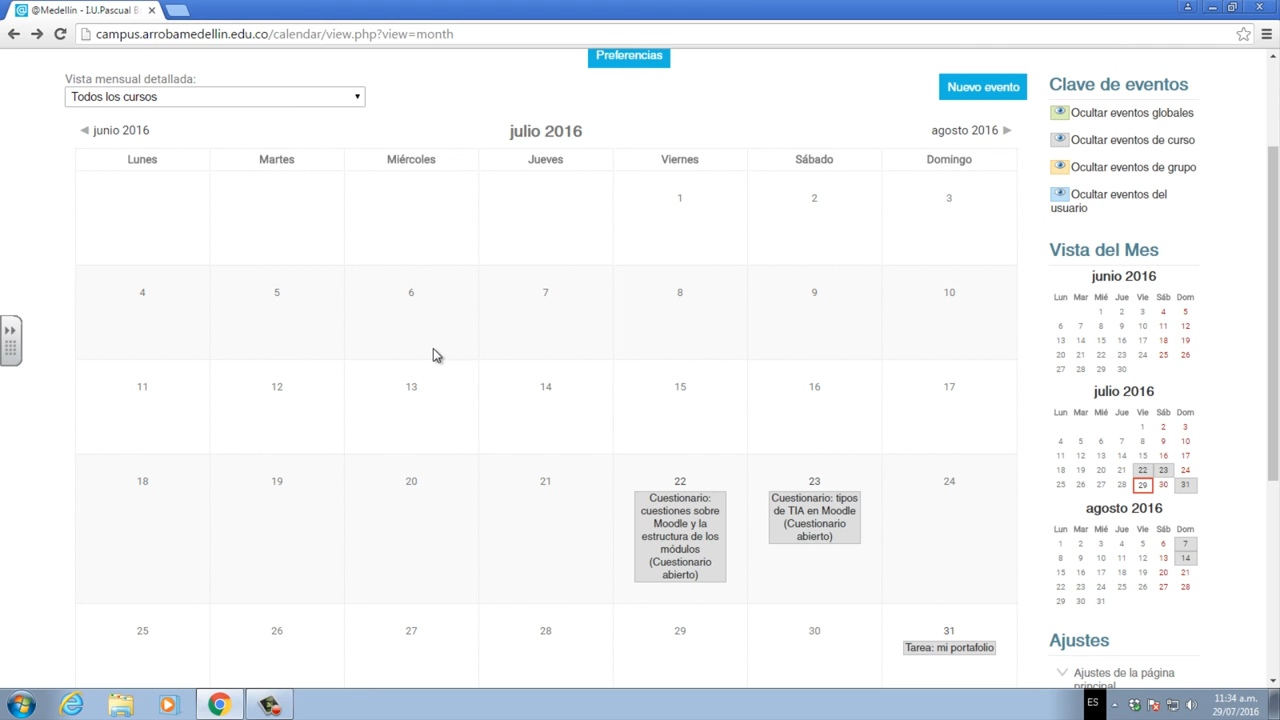 @Medellín - I.U.Pascual B
campus.arrobamedellin.edu.co/calendar/view.php?view=month
Preferencias
Vista mensual detallada:
Todos los cursos
Nuevo evento
junio 2016
julio 2016
agosto 2016
Lunes Martes Miércoles Jueves Viernes Sábado Domingo
1 2 3
4 5 6 7 8 9 10
11 12 13 14 15 16 17
18 19 20 21 22 23 24
Cuestionario:
cuestiones sobre
Moodle y la
estructura de los
módulos
(Cuestionario
abierto)
Cuestionario: tipos
de TIA en Moodle
(Cuestionario
abierto)
25 26 27 28 29 30 31
Tarea: mi portafolio
Clave de eventos
Ocultar eventos globales
Ocultar eventos de curso
Ocultar eventos de grupo
Ocultar eventos del
usuario
Vista del Mes
junio 2016
Lun Mar Mié Jue Vie Sáb Dom
1 2 3 4 5
6 7 8 9 10 11 12
13 14 15 16 17 18 19
20 21 22 23 24 25 26
27 28 29 30
julio 2016
Lun Mar Mié Jue Vie Sáb Dom
1 2 3
4 5 6 7 8 9 10
11 12 13 14 15 16 17
18 19 20 21 22 23 24
25 26 27 28 29 30 31
agosto 2016
Lun Mar Mié Jue Vie Sáb Dom
1 2 3 4 5 6 7
8 9 10 11 12 13 14
15 16 17 18 19 20 21
22 23 24 25 26 27 28
29 30 31
Ajustes
Ajustes de la página
principal
ES
11:34 a.m.
29/07/2016